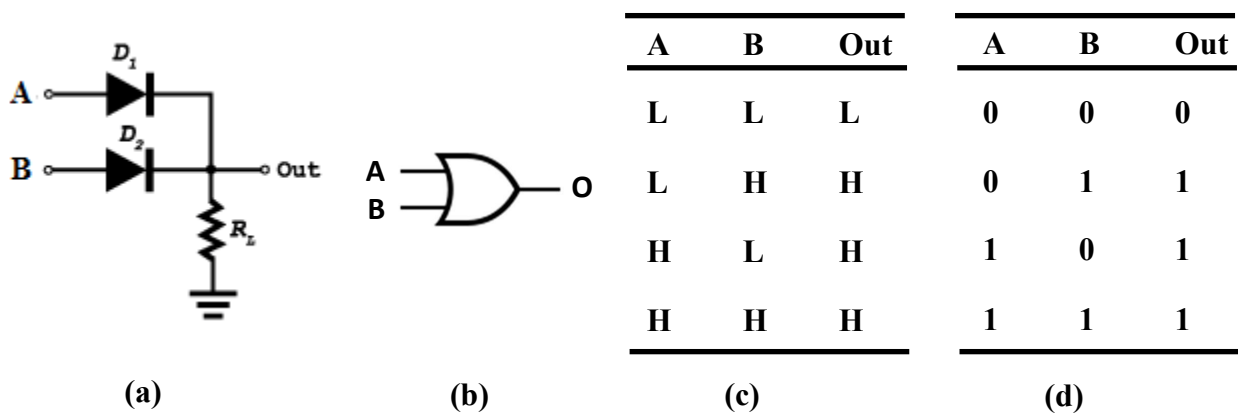 A
D1
B
D2
Out
RL
(a)
A
B
O
(b)
A B Out
L L L
L H H
H L H
H H H
(c)
A B Out
0 0 0
0 1 1
1 0 1
1 1 1
(d)